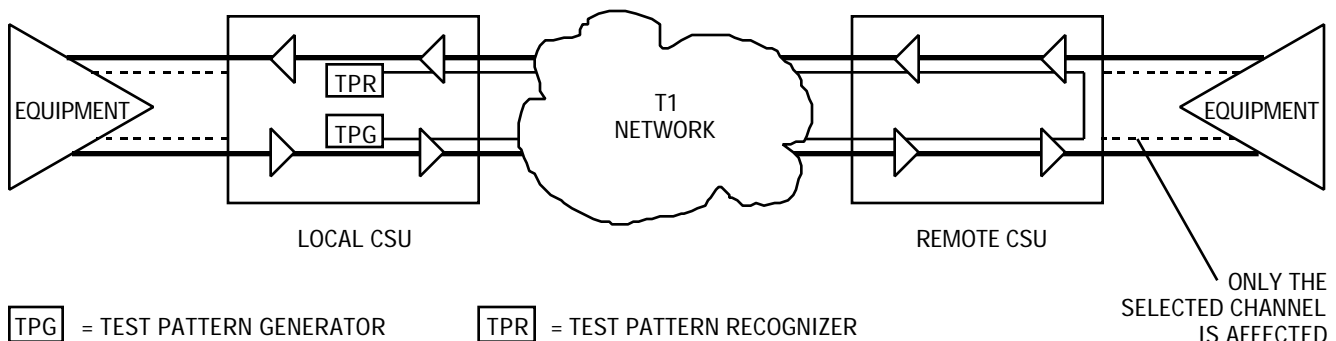 EQUIPMENT
TPR
TPG
T1
NETWORK
EQUIPMENT
LOCAL CSU
REMOTE CSU
ONLY THE
SELECTED CHANNEL
IS AFFECTED
TPG = TEST PATTERN GENERATOR
TPR = TEST PATTERN RECOGNIZER